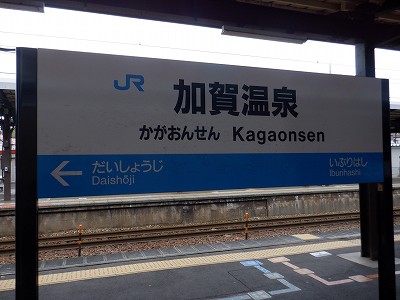 JR
加賀温泉
かがおんせん Kagaonsen
← だいしょうじ
Daishōji
いぶりはし
Iburihashi